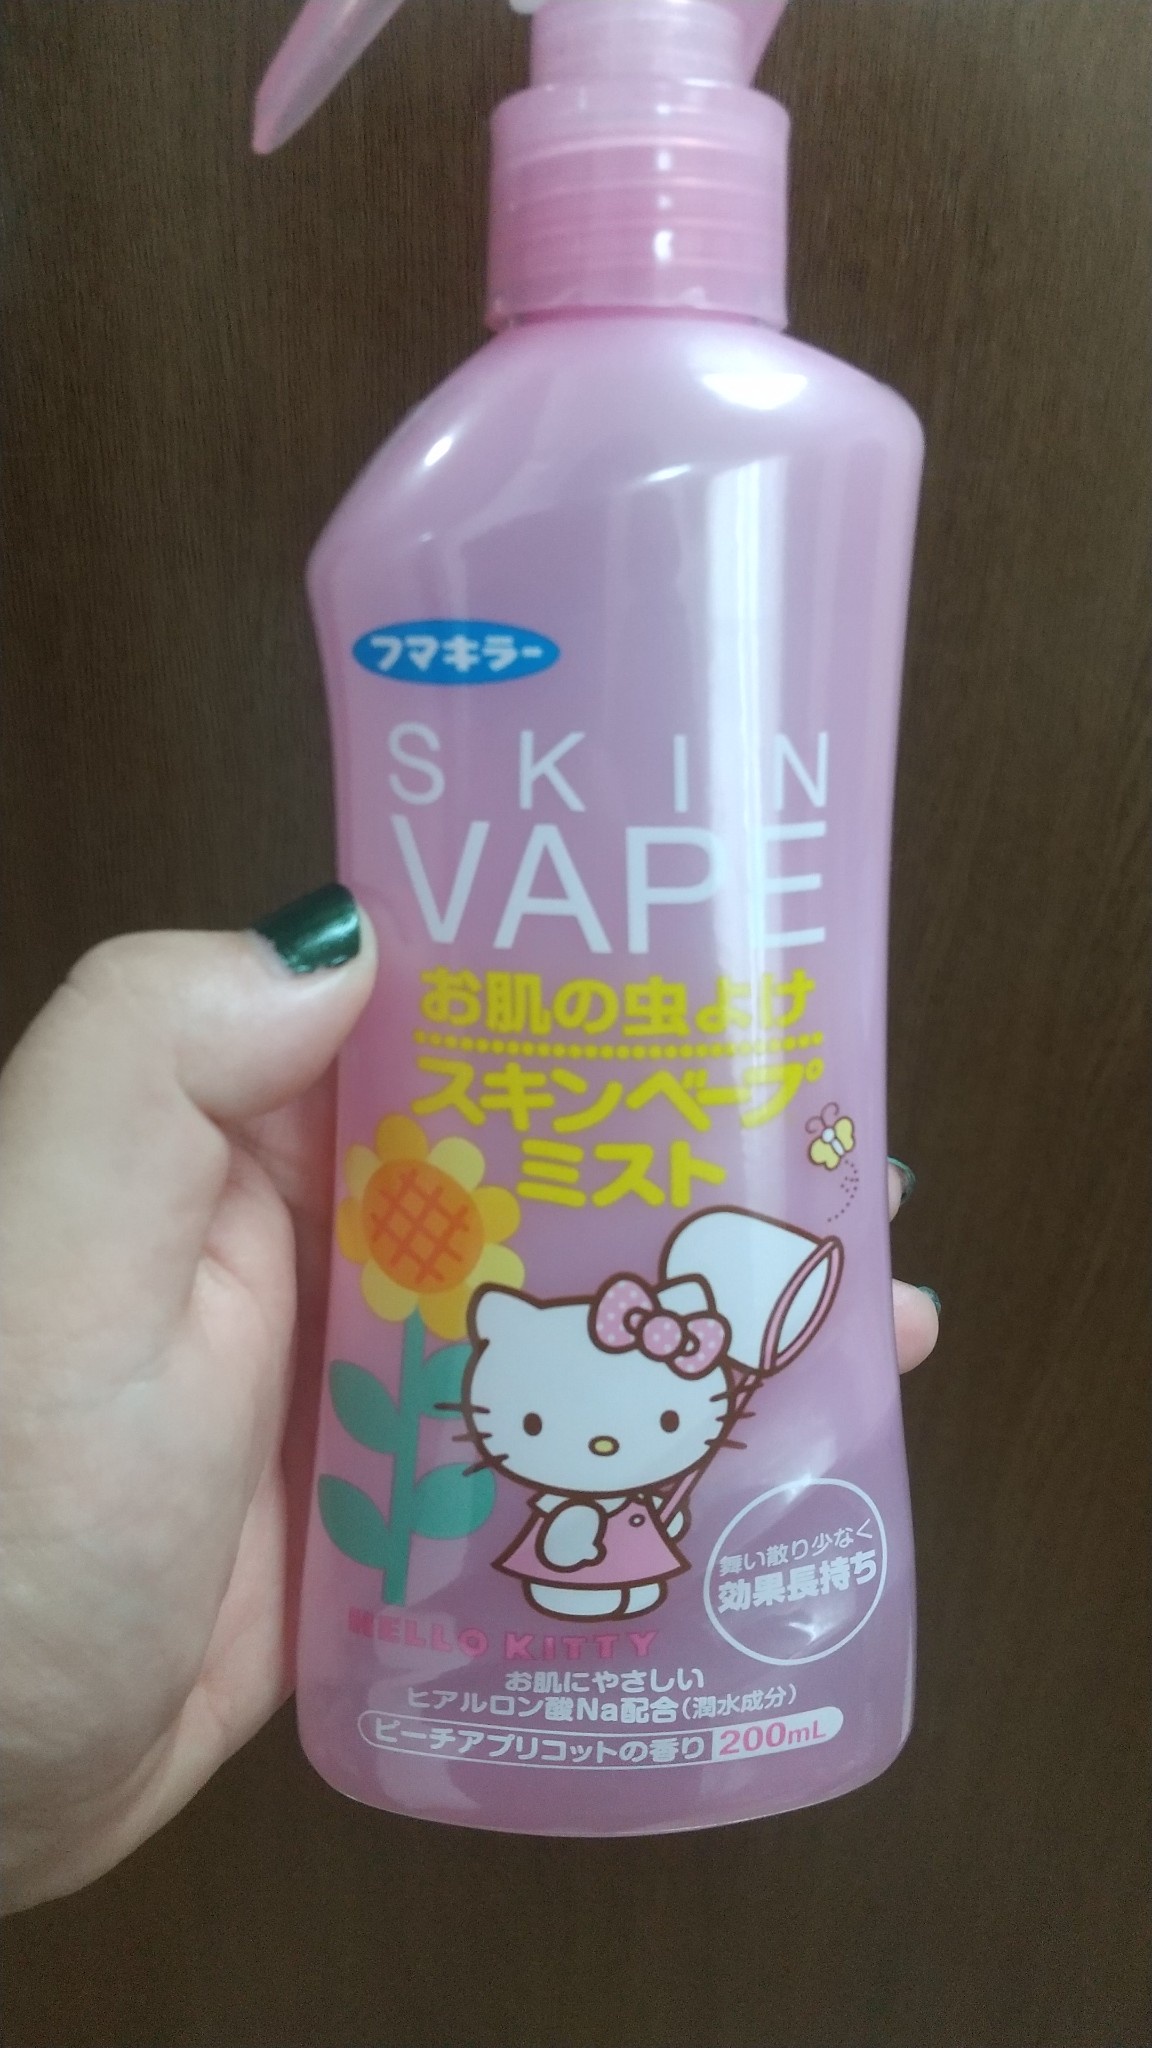 フマキラー
SKIN
VAPE
お肌の虫よけ
スキンベープ
ミスト
舞い散り少なく
効果長持ち
HELLO KITTY
お肌にやさしい
ヒアルロン酸Na配合(潤水成分)
ピーチアプリコットの香り 200mL